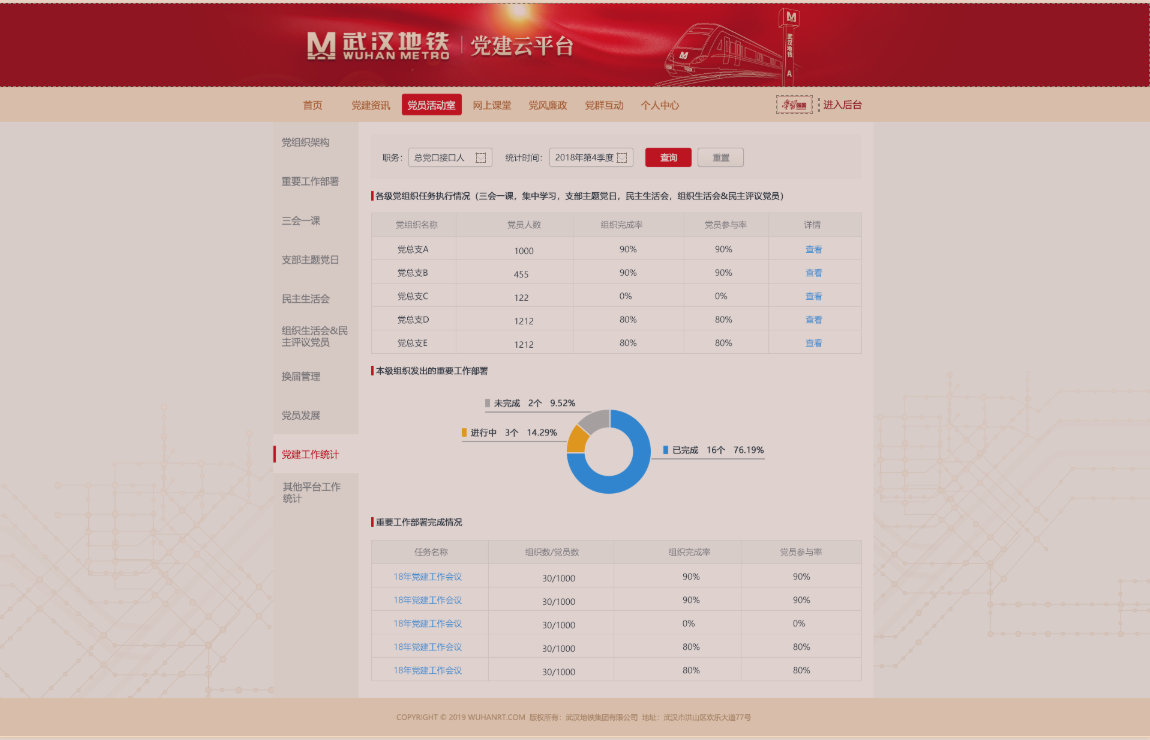 武汉地铁
WUHAN METRO
党建云平台
M
武汉地铁
A
首页 党建资讯 党员活动室 网上课堂 党风廉政 党群互动 个人中心 进入后台
党组织架构
重要工作部署
三会一课
支部主题党日
民主生活会
组织生活会&民
主评议党员
换届管理
党员发展
党建工作统计
其他平台工作
统计
职务: 总党口接口人 统计时间: 2018年第4季度 查询 重置
各级党组织任务执行情况（三会一课，集中学习，支部主题党日，民主生活会，组织生活会&民主评议党员）
党组织名称 党员人数 组织完成率 党员参与率 详情
党总支A 1000 90% 90% 查看
党总支B 455 90% 90% 查看
党总支C 122 0% 0% 查看
党总支D 1212 80% 80% 查看
党总支E 1212 80% 80% 查看
本级组织发出的重要工作部署
未完成 2个 9.52%
进行中 3个 14.29%
已完成 16个 76.19%
重要工作部署完成情况
任务名称 组织数/党员数 组织完成率 党员参与率
18年党建工作会议 30/1000 90% 90%
18年党建工作会议 30/1000 90% 90%
18年党建工作会议 30/1000 0% 0%
18年党建工作会议 30/1000 80% 80%
18年党建工作会议 30/1000 80% 80%
COPYRIGHT © 2019 WUHANRT.COM 版权所有：武汉地铁集团有限公司 地址：武汉市洪山区欢乐大道77号